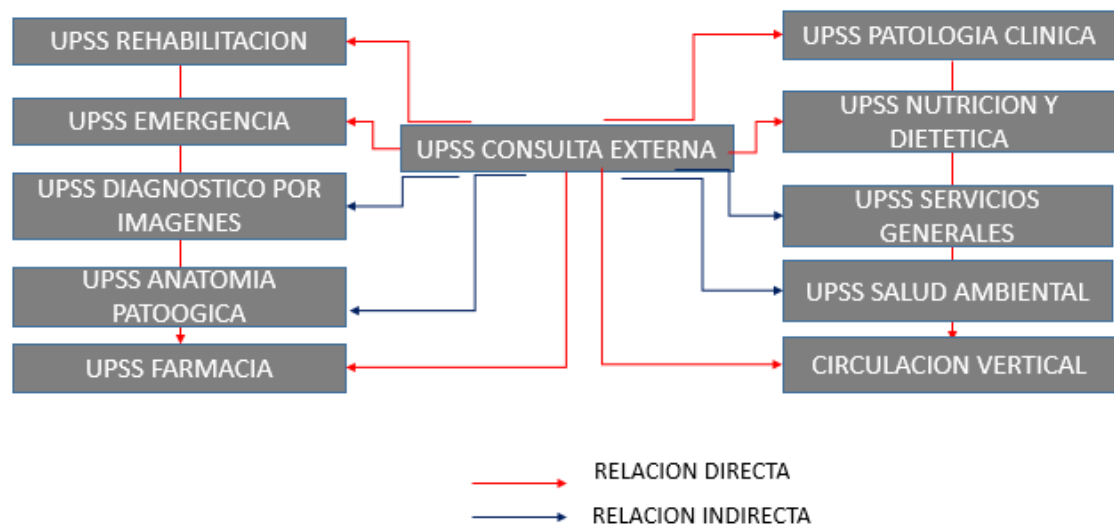 UPSS REHABILITACION
UPSS EMERGENCIA
UPSS DIAGNOSTICO POR
IMAGENES
UPSS ANATOMIA
PATOOGICA
UPSS FARMACIA
UPSS CONSULTA EXTERNA
UPSS PATOLOGIA CLINICA
UPSS NUTRICION Y
DIETETICA
UPSS SERVICIOS
GENERALES
UPSS SALUD AMBIENTAL
CIRCULACION VERTICAL
RELACION DIRECTA
RELACION INDIRECTA